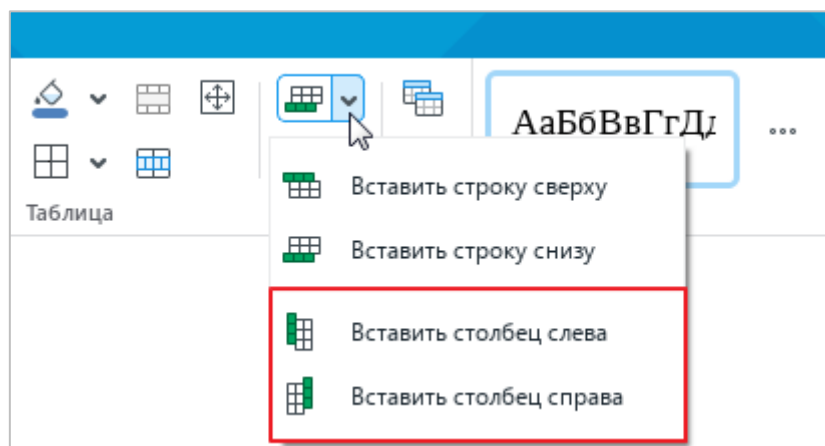 АаБбВвГгДд
Вставить строку сверху
Таблица
Вставить строку снизу
Вставить столбец слева
Вставить столбец справа